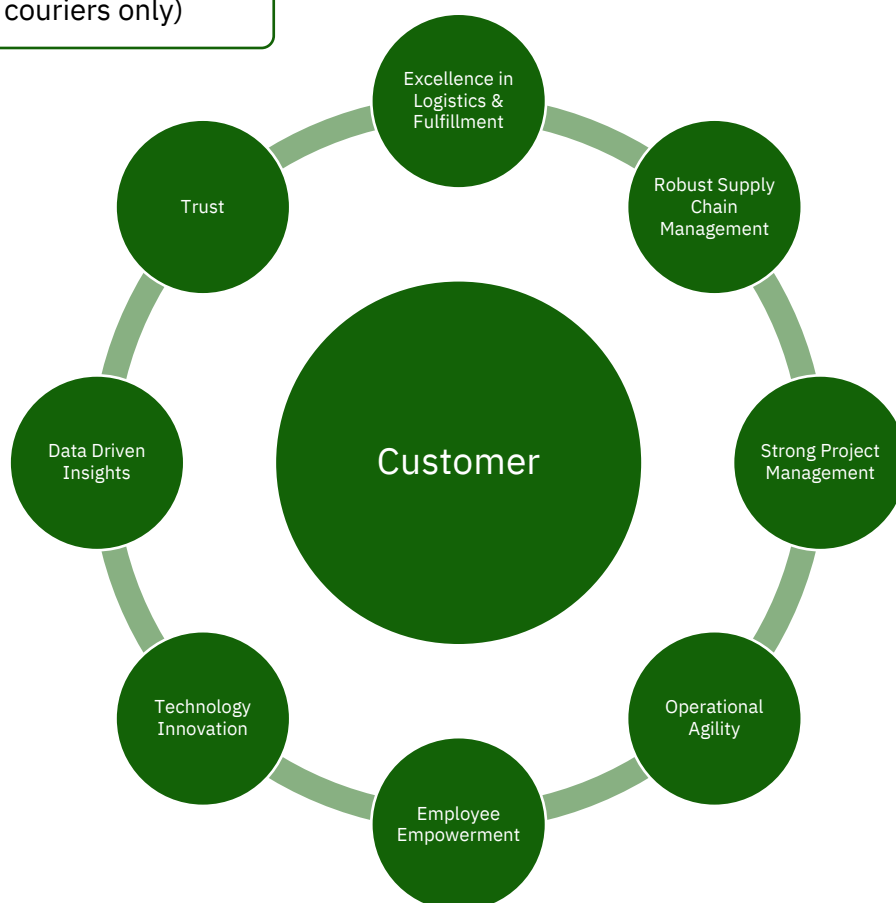 couriers only)
Excellence in
Logistics &
Fulfillment
Robust Supply
Chain
Management
Strong Project
Management
Operational
Agility
Employee
Empowerment
Technology
Innovation
Data Driven
Insights
Trust
Customer